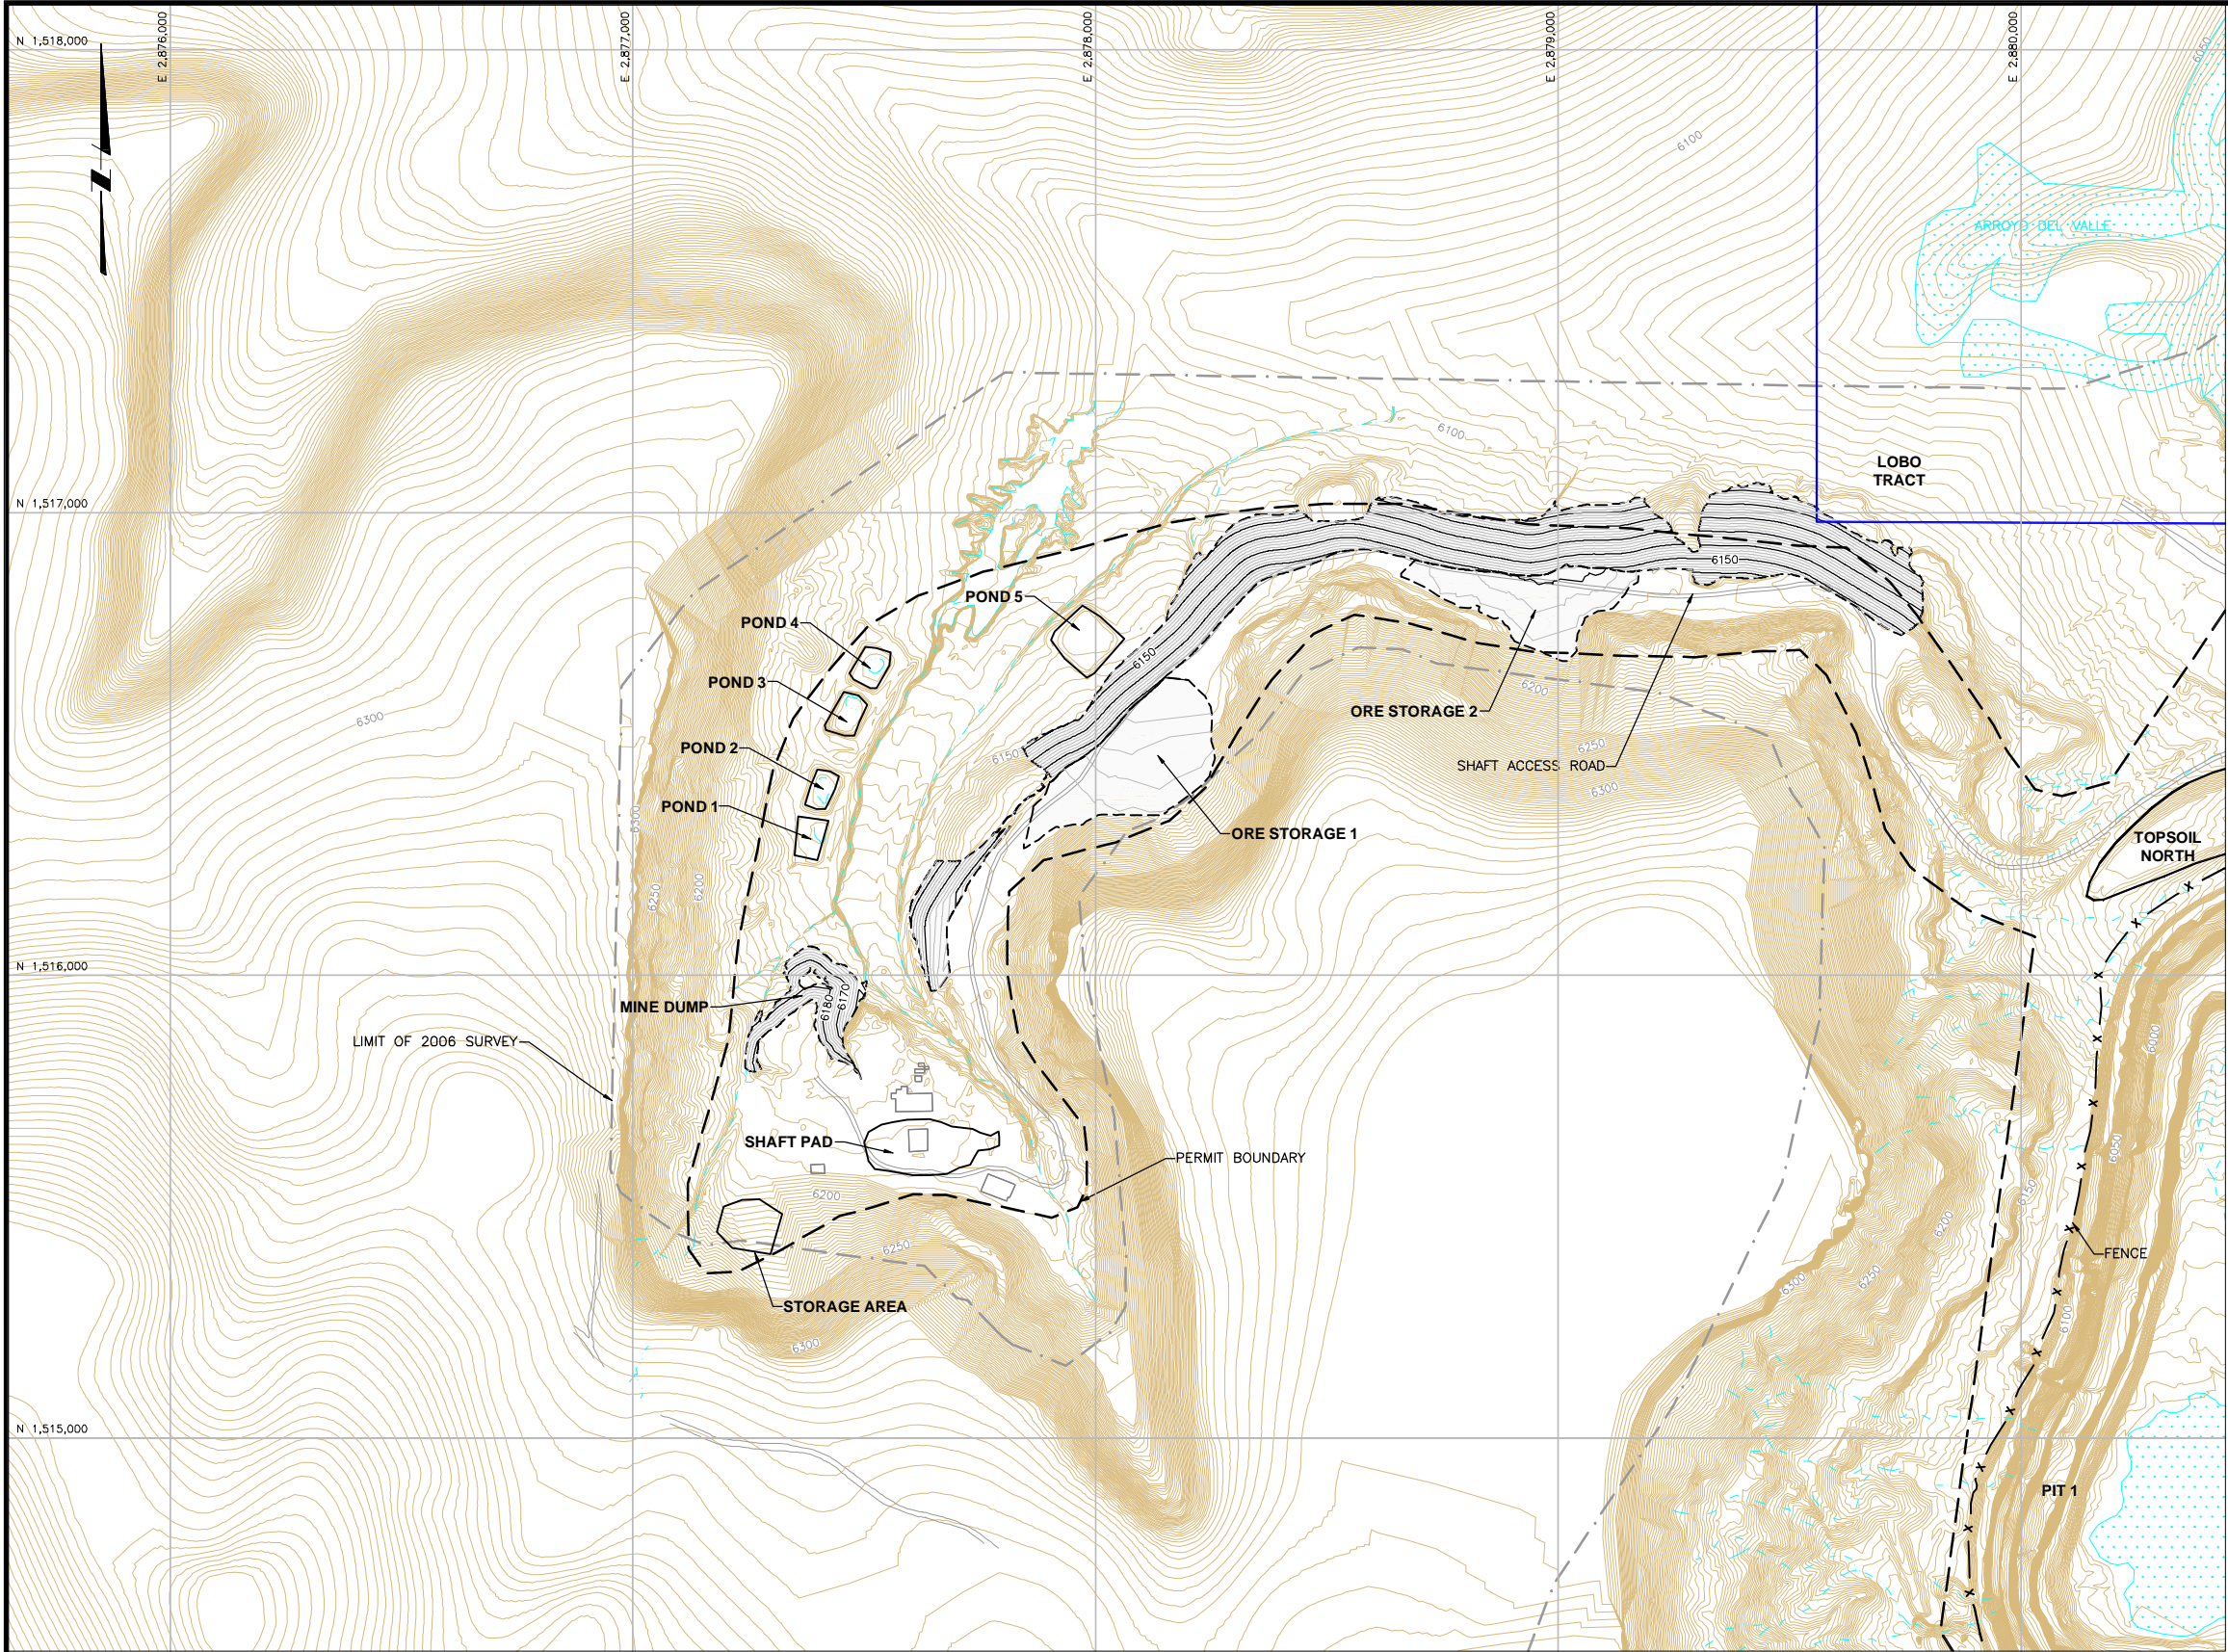 E 2,876,000
E 2,877,000
E 2,878,000
E 2,879,000
E 2,880,000
N 1,518,000
6050
N
6100
ARROYO DEL VALLE
6100
LOBO
TRACT
N 1,517,000
6150
POND 5
POND 4
6150
POND 3
6200
6300
ORE STORAGE 2
POND 2
6250
6150
SHAFT ACCESS ROAD
6300
POND 1
6300
ORE STORAGE 1
TOPSOIL
NORTH
6250
6200
N 1,516,000
6170
6180
MINE DUMP
LIMIT OF 2006 SURVEY
6000
SHAFT PAD
6050
PERMIT BOUNDARY
6200
6150
6200
6250
FENCE
6250
6300
STORAGE AREA
6100
6300
N 1,515,000
PIT 1